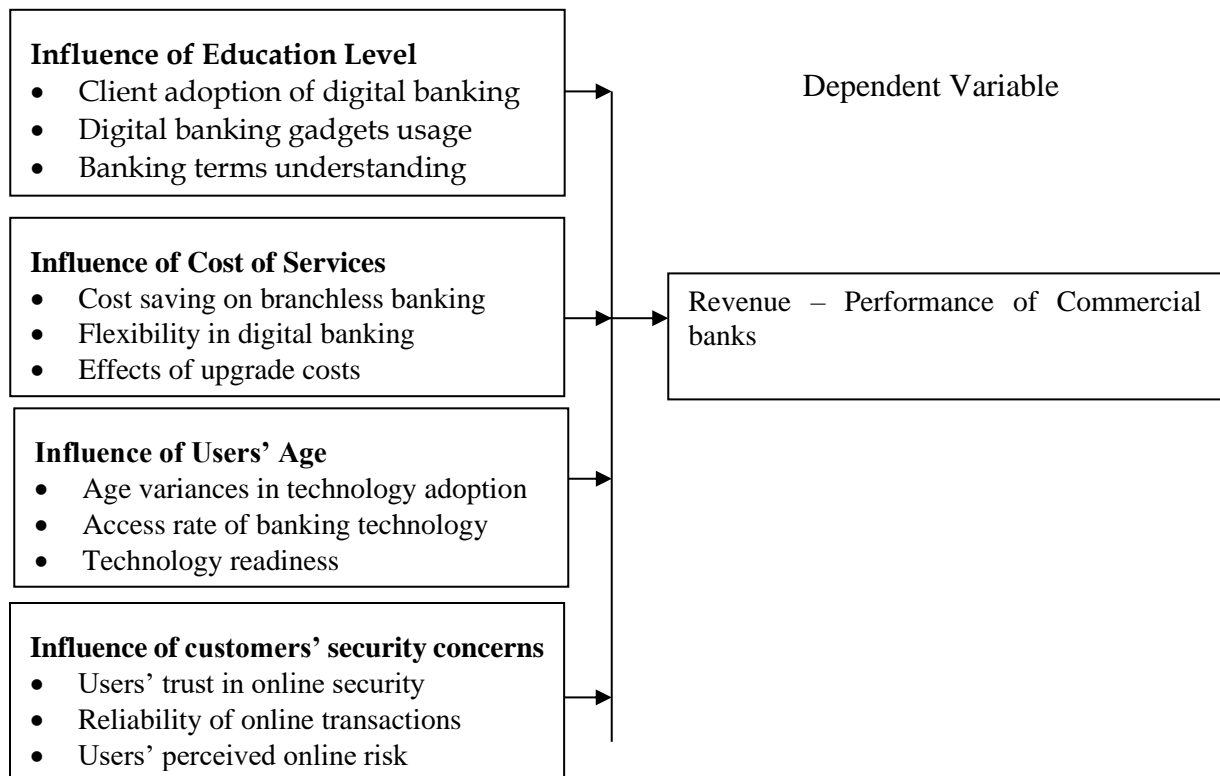 Influence of Education Level
• Client adoption of digital banking
• Digital banking gadgets usage
• Banking terms understanding
Dependent Variable
Influence of Cost of Services
• Cost saving on branchless banking
• Flexibility in digital banking
• Effects of upgrade costs
Revenue – Performance of Commercial
banks
Influence of Users’ Age
• Age variances in technology adoption
• Access rate of banking technology
• Technology readiness
Influence of customers’ security concerns
• Users’ trust in online security
• Reliability of online transactions
• Users’ perceived online risk